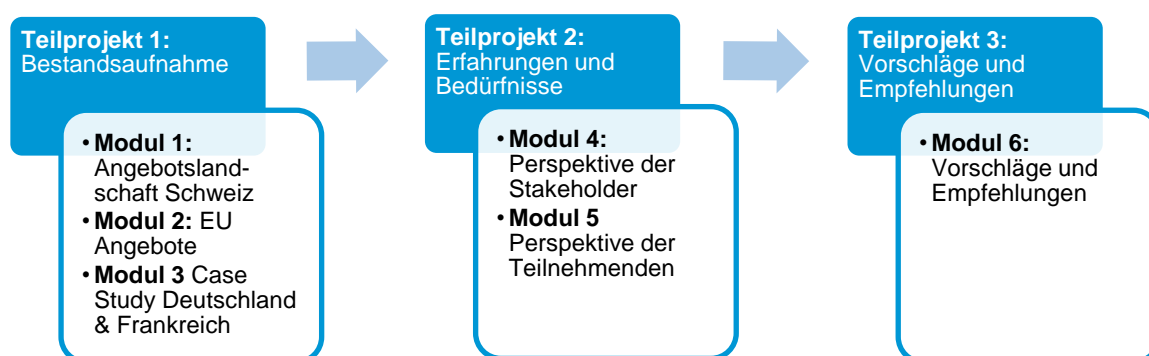 Teilprojekt 1:
Bestandsaufnahme
• Modul 1:
Angebotsland-
schaft Schweiz
• Modul 2: EU
Angebote
• Modul 3 Case
Study Deutschland
& Frankreich
Teilprojekt 2:
Erfahrungen und
Bedürfnisse
• Modul 4:
Perspektive der
Stakeholder
• Modul 5
Perspektive der
Teilnehmenden
Teilprojekt 3:
Vorschläge und
Empfehlungen
• Modul 6:
Vorschläge und
Empfehlungen